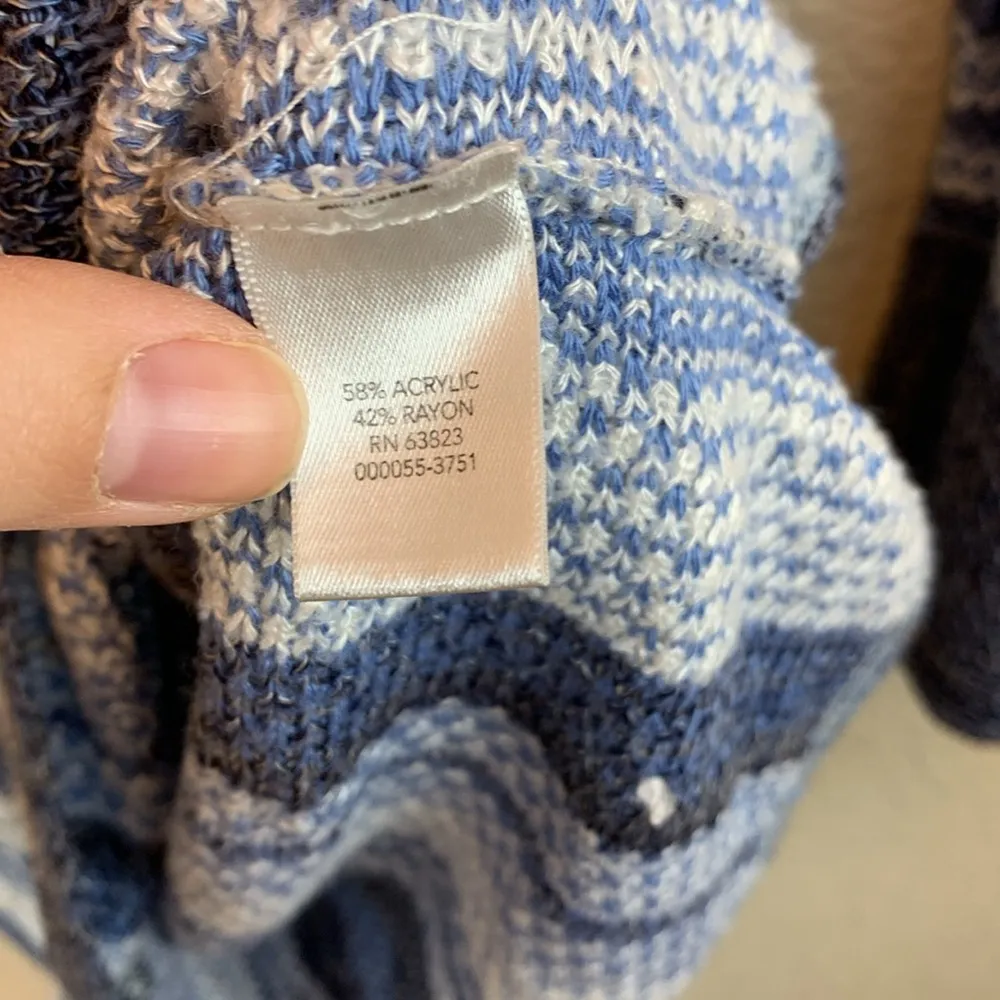 58% ACRYLIC
42% RAYON
RN 63823
000055-3751